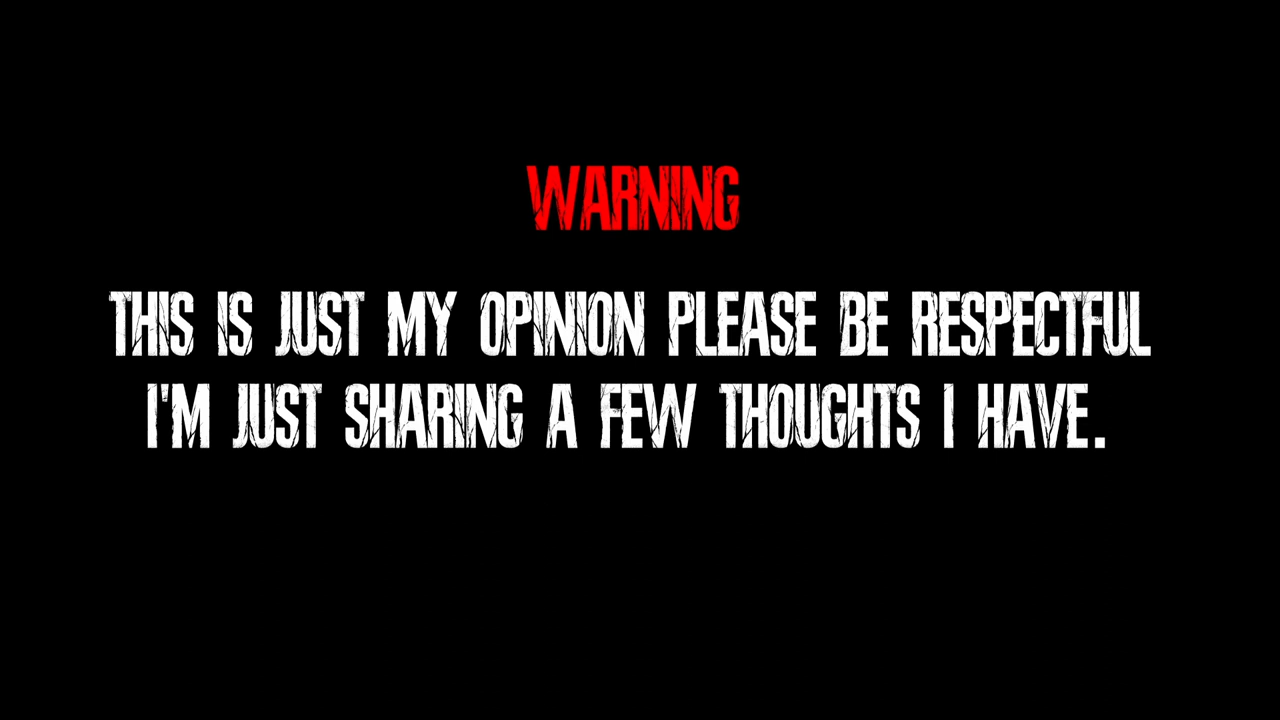 WARNING
THIS IS JUST MY OPINION PLEASE BE RESPECTFUL
I'M JUST SHARING A FEW THOUGHTS I HAVE.